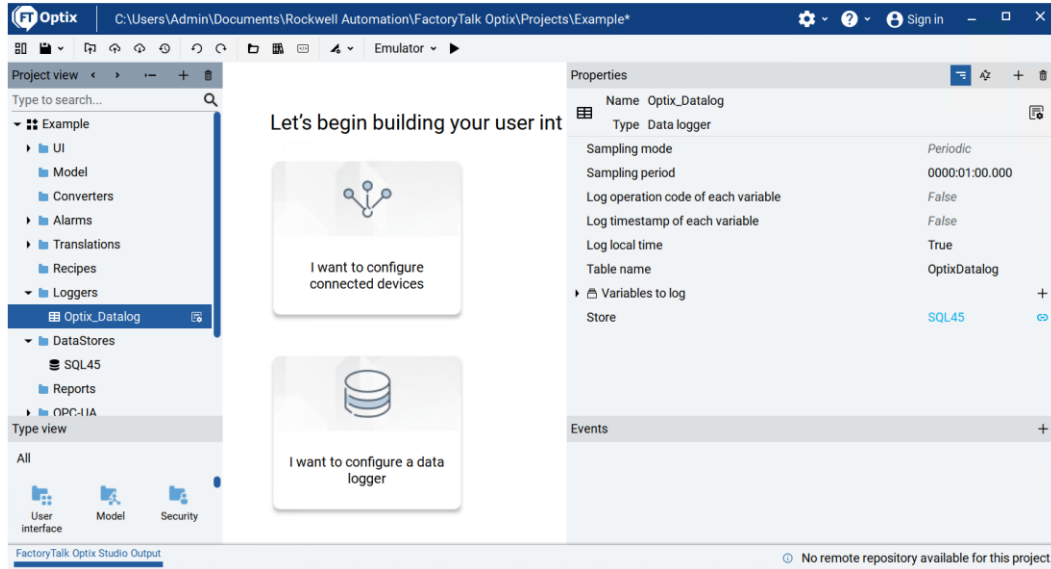 FT Optix C:\Users\Admin\Documents\Rockwell Automation\FactoryTalk Optix\Projects\Example* Sign in
Emulator
Project view
Type to search...
Example
UI
Model
Converters
Alarms
Translations
Recipes
Loggers
Optix_Datalog
DataStores
SQL45
Reports
OPC-UA
Type view
All
User interface
Model
Security
Let's begin building your user int
I want to configure
connected devices
I want to configure a data
logger
Properties
Name Optix_Datalog
Type Data logger
Sampling mode Periodic
Sampling period 0000:01:00.000
Log operation code of each variable False
Log timestamp of each variable False
Log local time True
Table name OptixDatalog
Variables to log
Store SQL45
Events
FactoryTalk Optix Studio Output
No remote repository available for this project